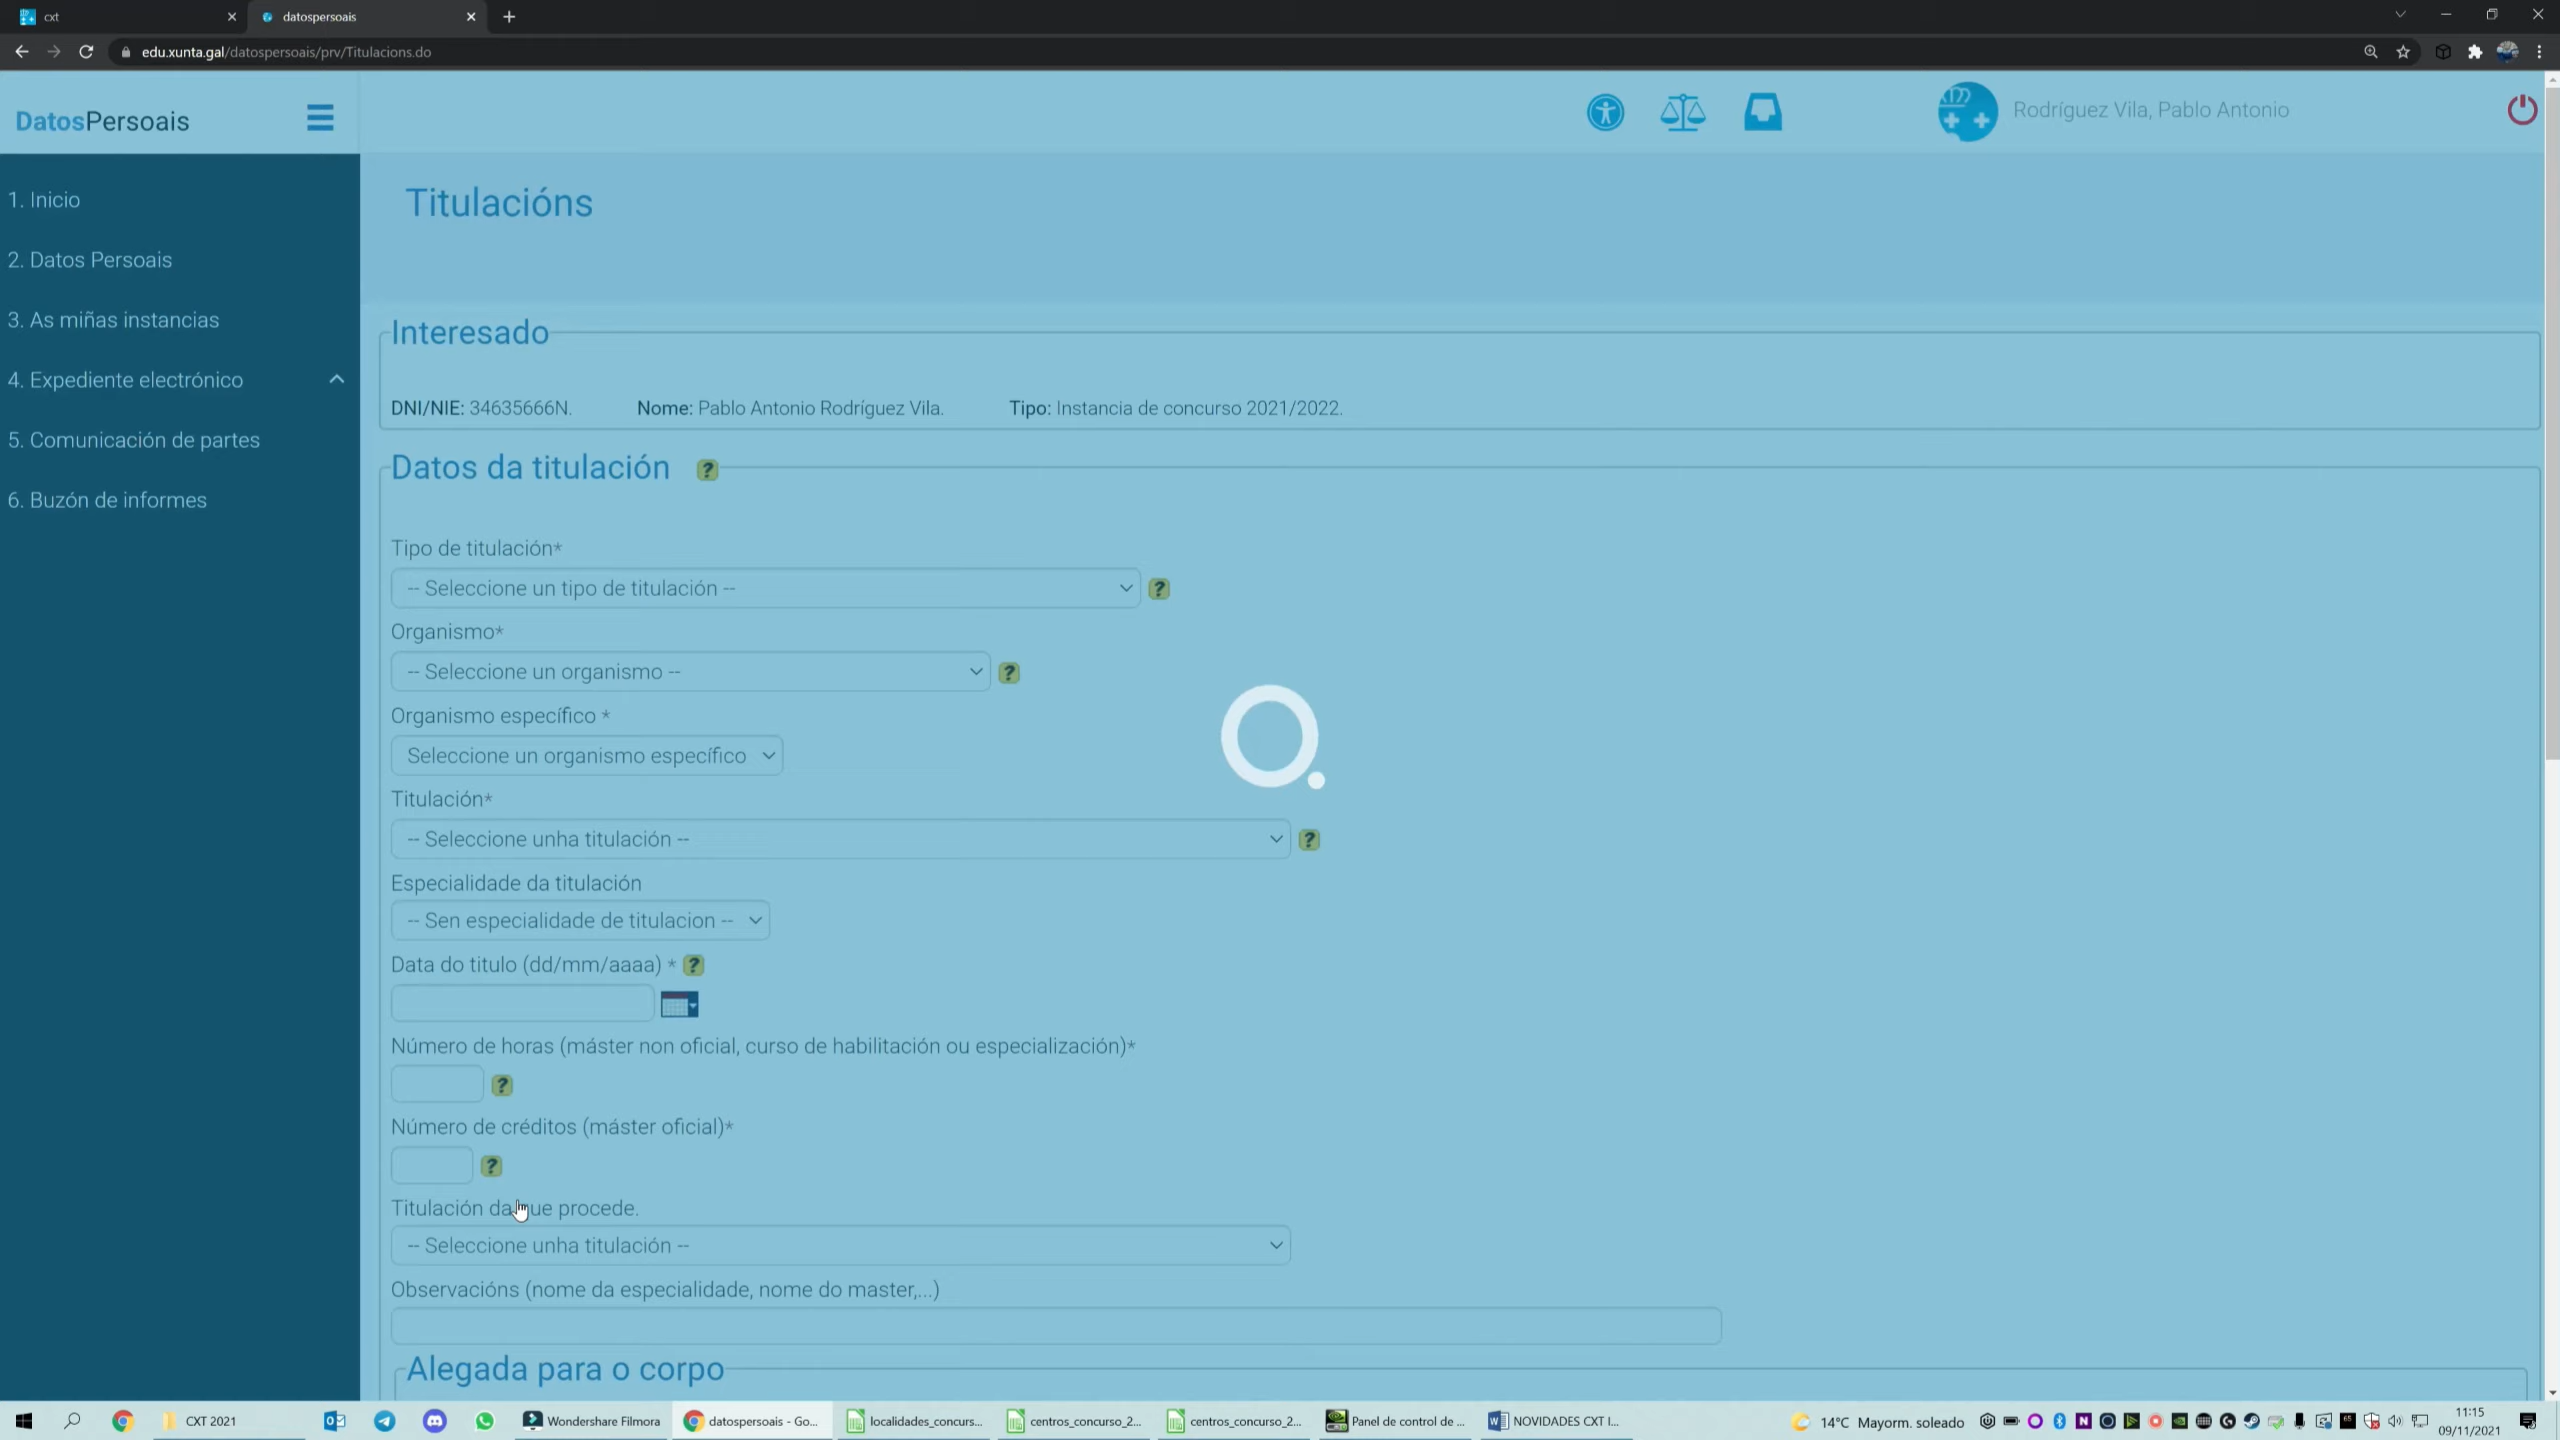 cxt
datospersoais
edu.xunta.gal/datospersoais/prv/Titulacions.do
DatosPersoais
Rodríguez Vila, Pablo Antonio
1. Inicio
2. Datos Persoais
3. As miñas instancias
4. Expediente electrónico
5. Comunicación de partes
6. Buzón de informes
Titulacións
Interesado
DNI/NIE: 34635666N. Nome: Pablo Antonio Rodríguez Vila. Tipo: Instancia de concurso 2021/2022.
Datos da titulación ?
Tipo de titulación*
-- Seleccione un tipo de titulación -- ?
Organismo*
-- Seleccione un organismo -- ?
Organismo específico *
Seleccione un organismo específico
Titulación*
-- Seleccione unha titulación -- ?
Especialidade da titulación
-- Sen especialidade de titulacion --
Data do titulo (dd/mm/aaaa) * ?
Número de horas (máster non oficial, curso de habilitación ou especialización)*
?
Número de créditos (máster oficial)*
?
Titulación da que procede.
-- Seleccione unha titulación --
Observacións (nome da especialidade, nome do master,...)
Alegada para o corpo
CXT 2021
Wondershare Filmora
datospersoais - Go...
localidades_concurs...
centros_concurso_2...
centros_concurso_2...
Panel de control de ...
NOVIDADES CXT I...
14°C Mayorm. soleado
11:15
09/11/2021